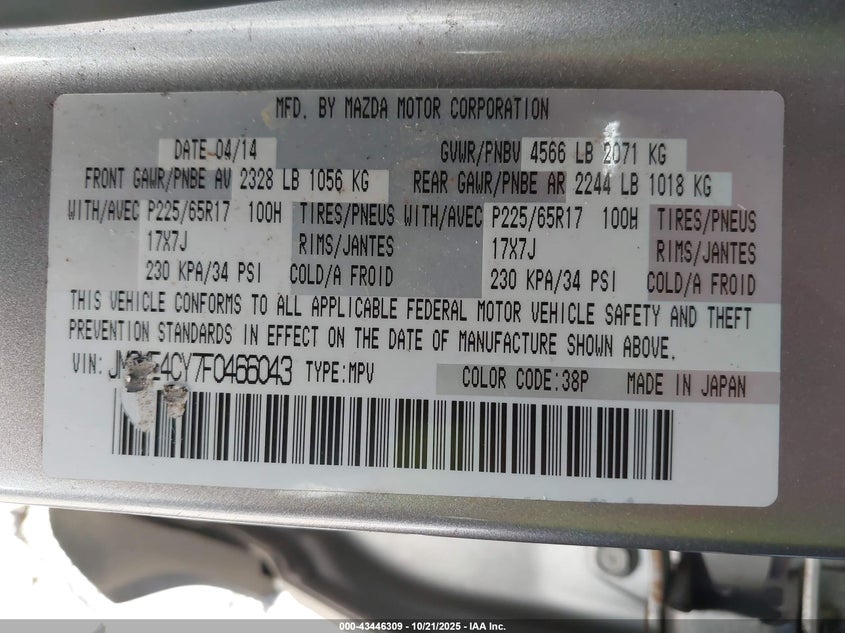 MFD. BY MAZDA MOTOR CORPORATION
DATE 04/14 GVWR/PNBV 4566 LB 2071 KG
FRONT GAWR/PNBE AV 2328 LB 1056 KG REAR GAWR/PNBE AR 2244 LB 1018 KG
WITH/AVEC P225/65R17 100H TIRES/PNEUS WITH/AVEC P225/65R17 100H TIRES/PNEUS
17X7J RIMS/JANTES 17X7J RIMS/JANTES
230 KPA/34 PSI COLD/A FROID 230 KPA/34 PSI COLD/A FROID
THIS VEHICLE CONFORMS TO ALL APPLICABLE FEDERAL MOTOR VEHICLE SAFETY AND THEFT
PREVENTION STANDARDS IN EFFECT ON THE DATE OF MANUFACTURE SHOWN ABOVE.
VIN: TYPE:MPV COLOR CODE:38P MADE IN JAPAN
000-43446309 - 10/21/2025 - IAA Inc.